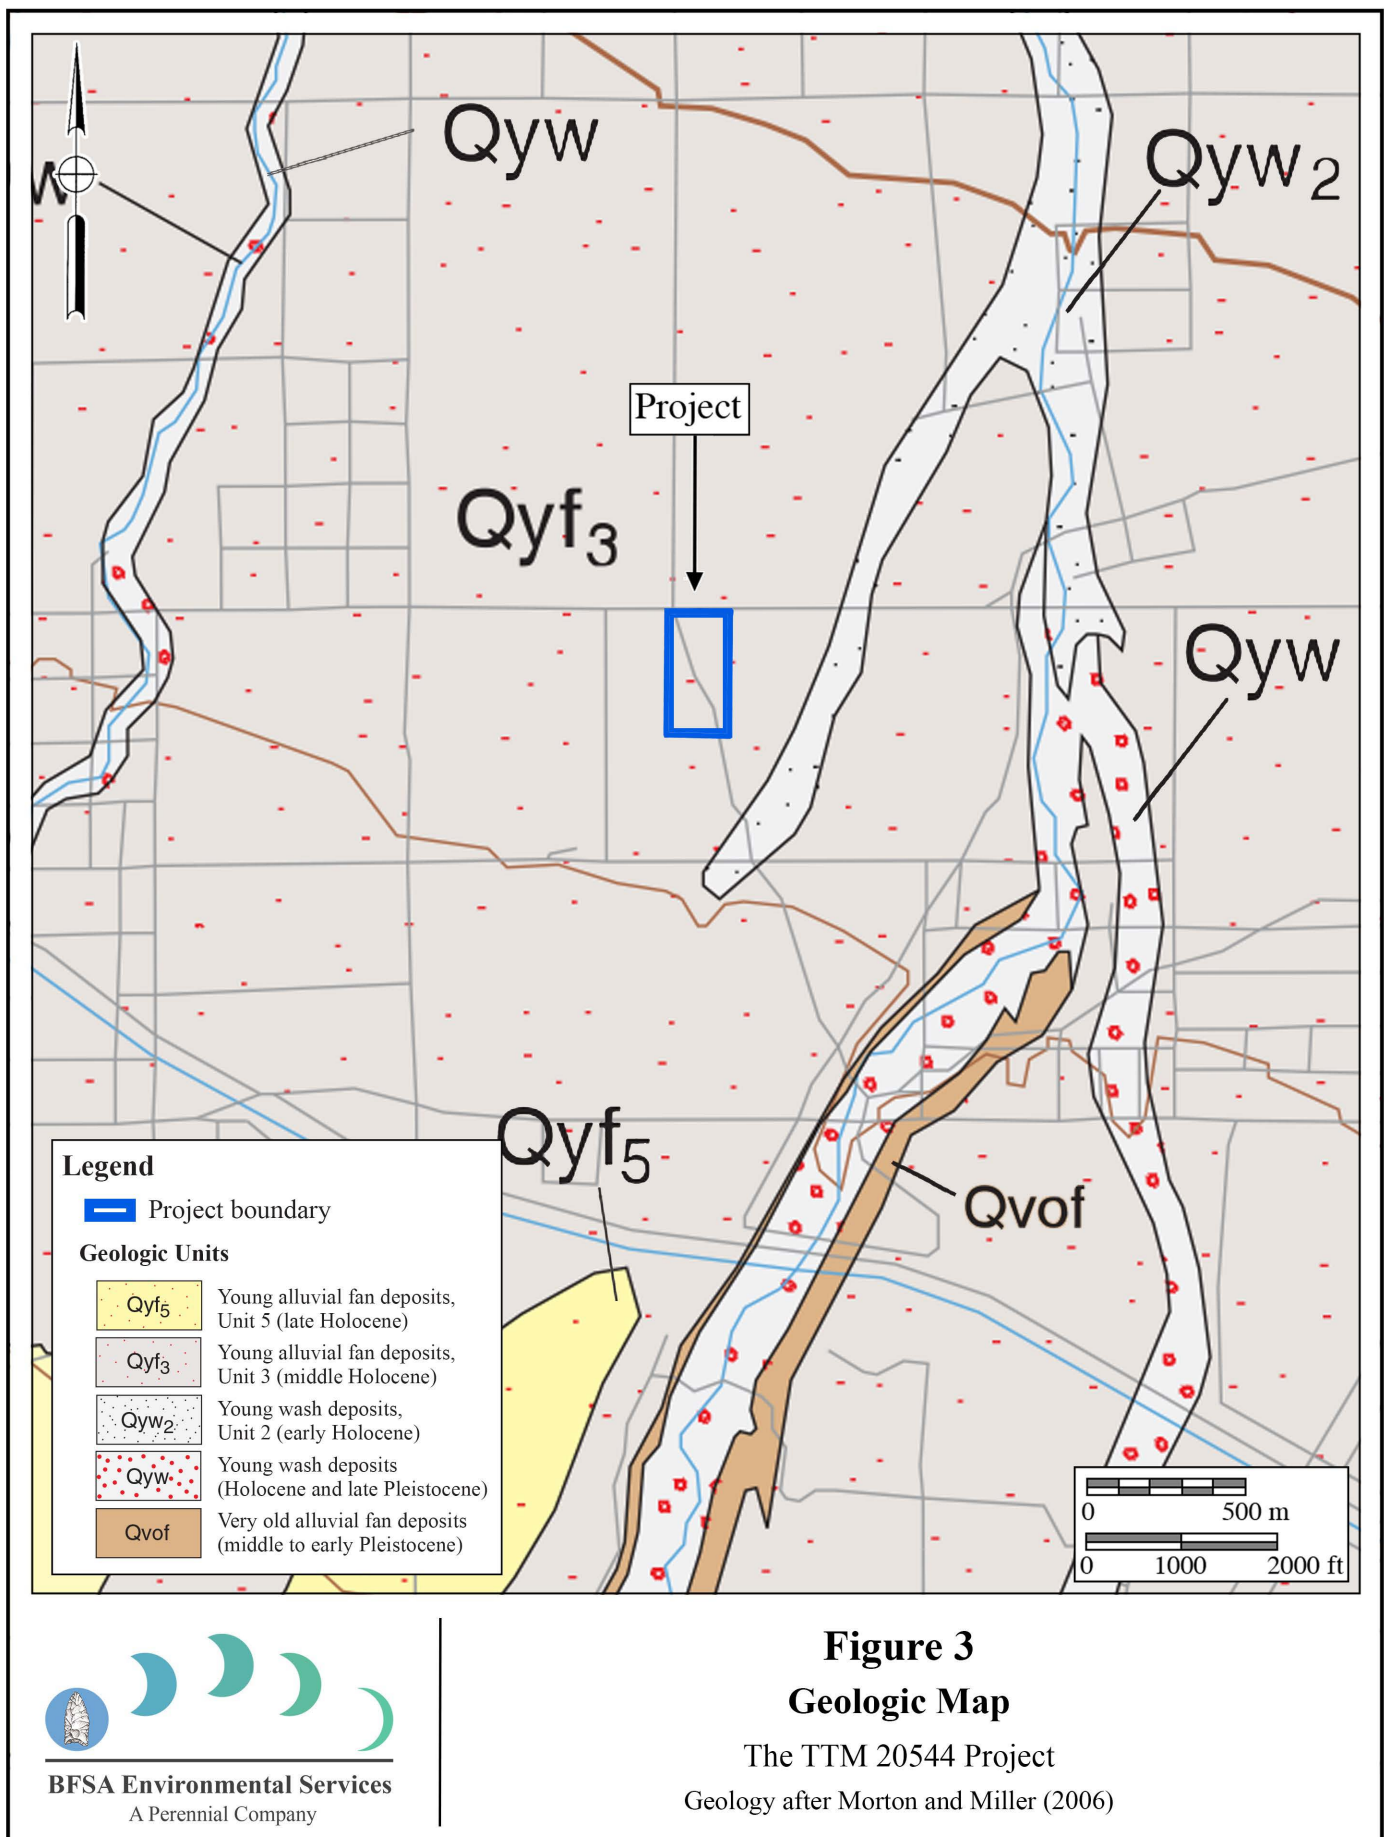 Qyw
w
Qyw2
Project
Qyf3
Qyw
Qyf5
Qvof
Legend
Project boundary
Geologic Units
Qyf5 Young alluvial fan deposits,
Unit 5 (late Holocene)
Qyf3 Young alluvial fan deposits,
Unit 3 (middle Holocene)
Qyw2 Young wash deposits,
Unit 2 (early Holocene)
Qyw Young wash deposits
(Holocene and late Pleistocene)
Qvof Very old alluvial fan deposits
(middle to early Pleistocene)
0 500 m
0 1000 2000 ft
Figure 3
Geologic Map
The TTM 20544 Project
Geology after Morton and Miller (2006)
BFSA Environmental Services
A Perennial Company